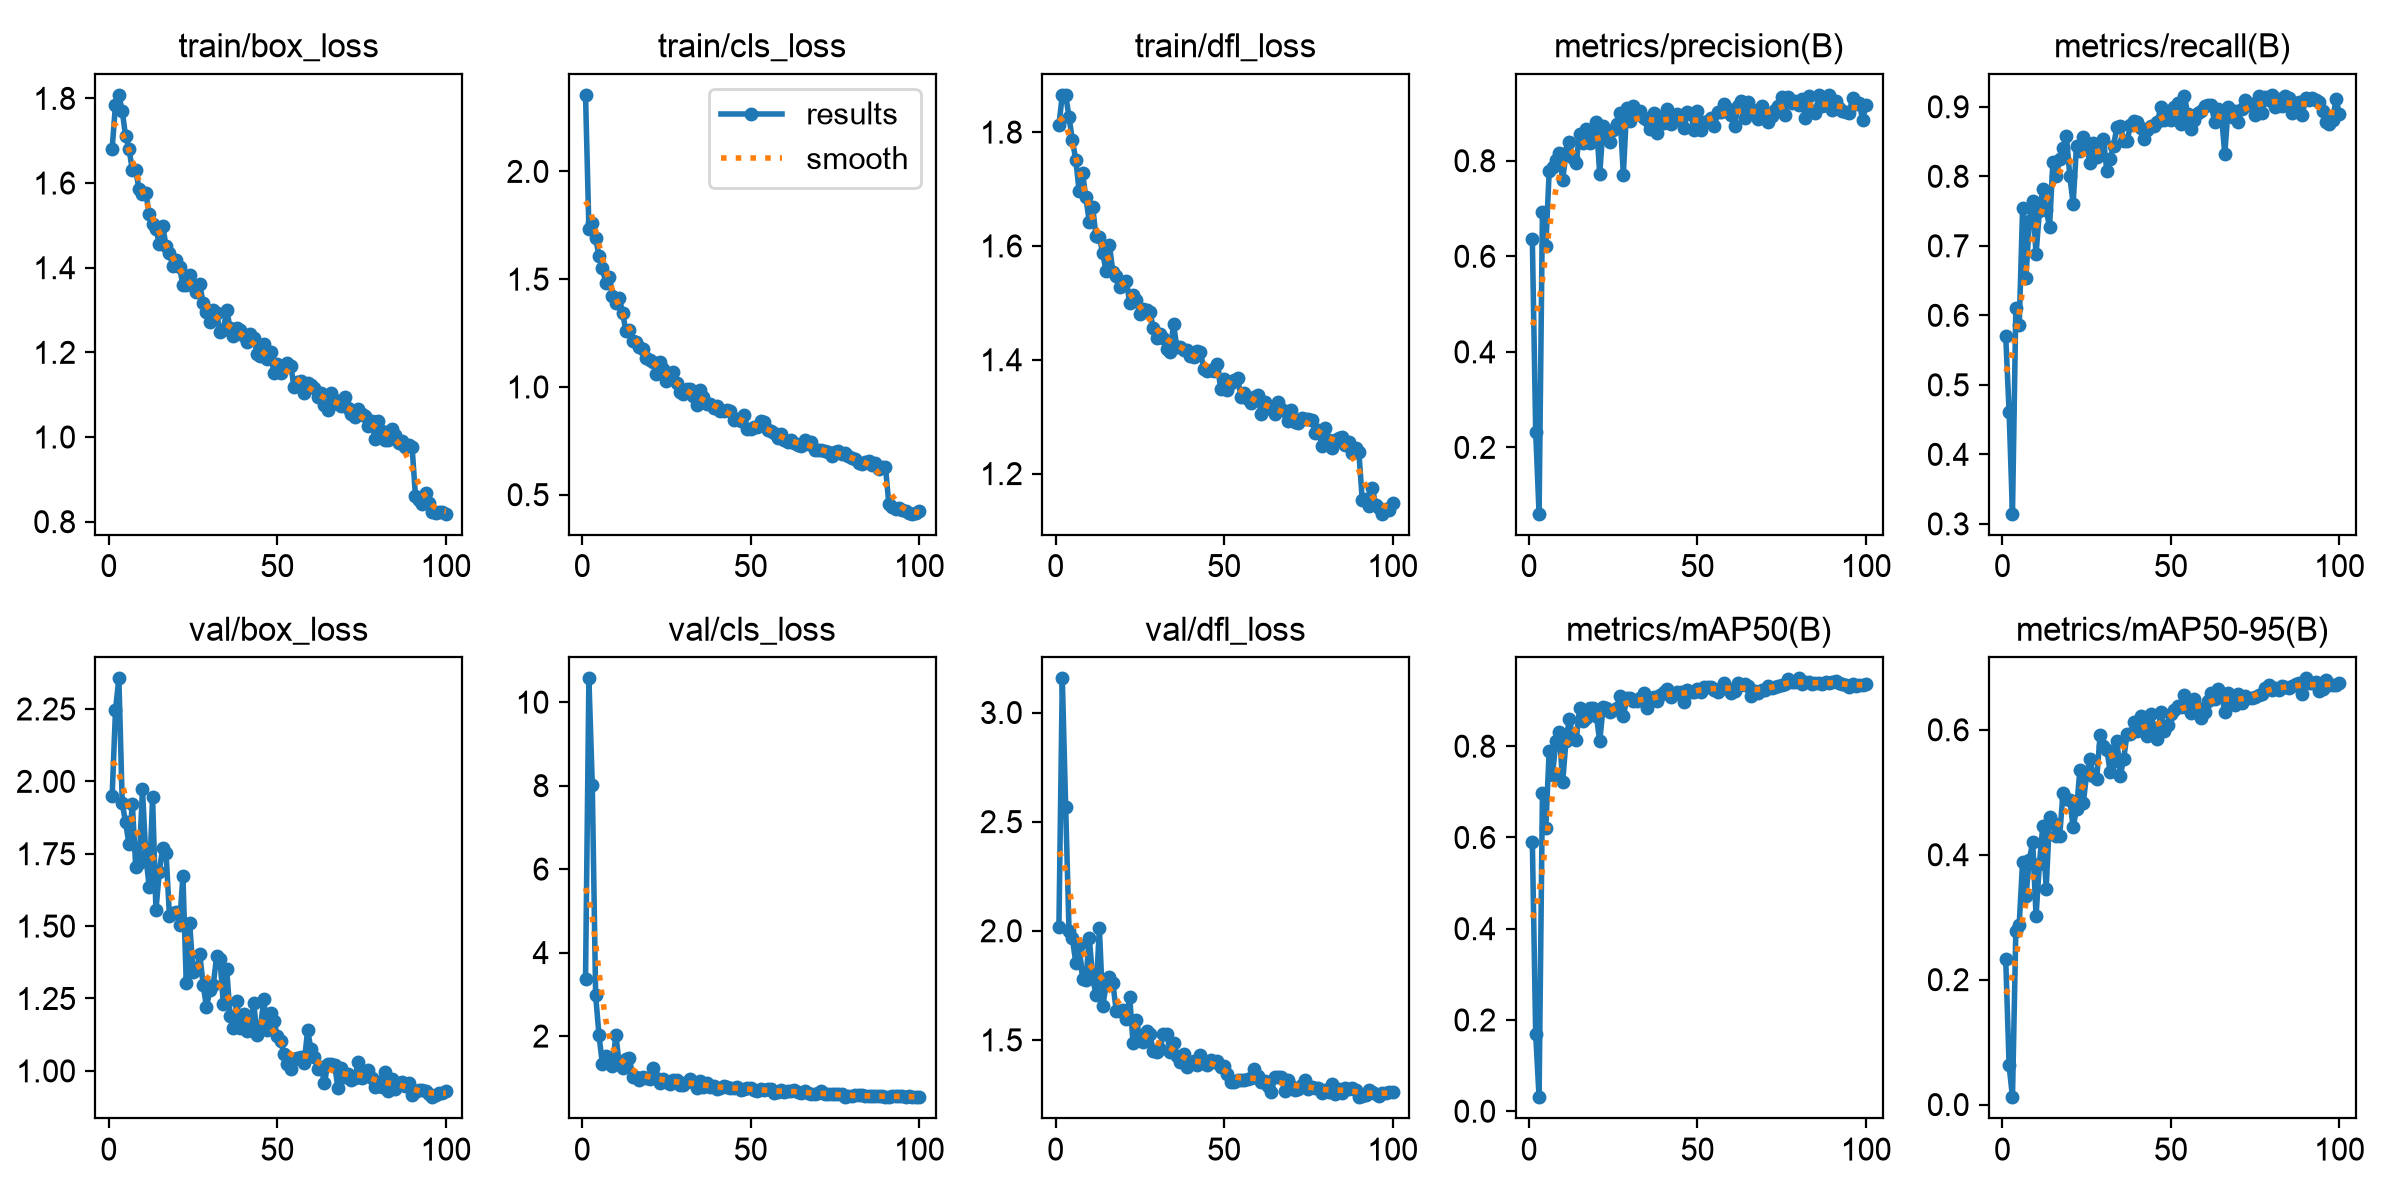 train/box_loss
train/cls_loss
train/dfl_loss
metrics/precision(B)
metrics/recall(B)
results
smooth
1.8
1.6
1.4
1.2
1.0
0.8
0 50 100
2.0
1.5
1.0
0.5
0 50 100
1.8
1.6
1.4
1.2
0 50 100
0.8
0.6
0.4
0.2
0 50 100
0.9
0.8
0.7
0.6
0.5
0.4
0.3
0 50 100
val/box_loss
val/cls_loss
val/dfl_loss
metrics/mAP50(B)
metrics/mAP50-95(B)
2.25
2.00
1.75
1.50
1.25
1.00
0 50 100
10
8
6
4
2
0 50 100
3.0
2.5
2.0
1.5
0 50 100
0.8
0.6
0.4
0.2
0.0
0 50 100
0.6
0.4
0.2
0.0
0 50 100